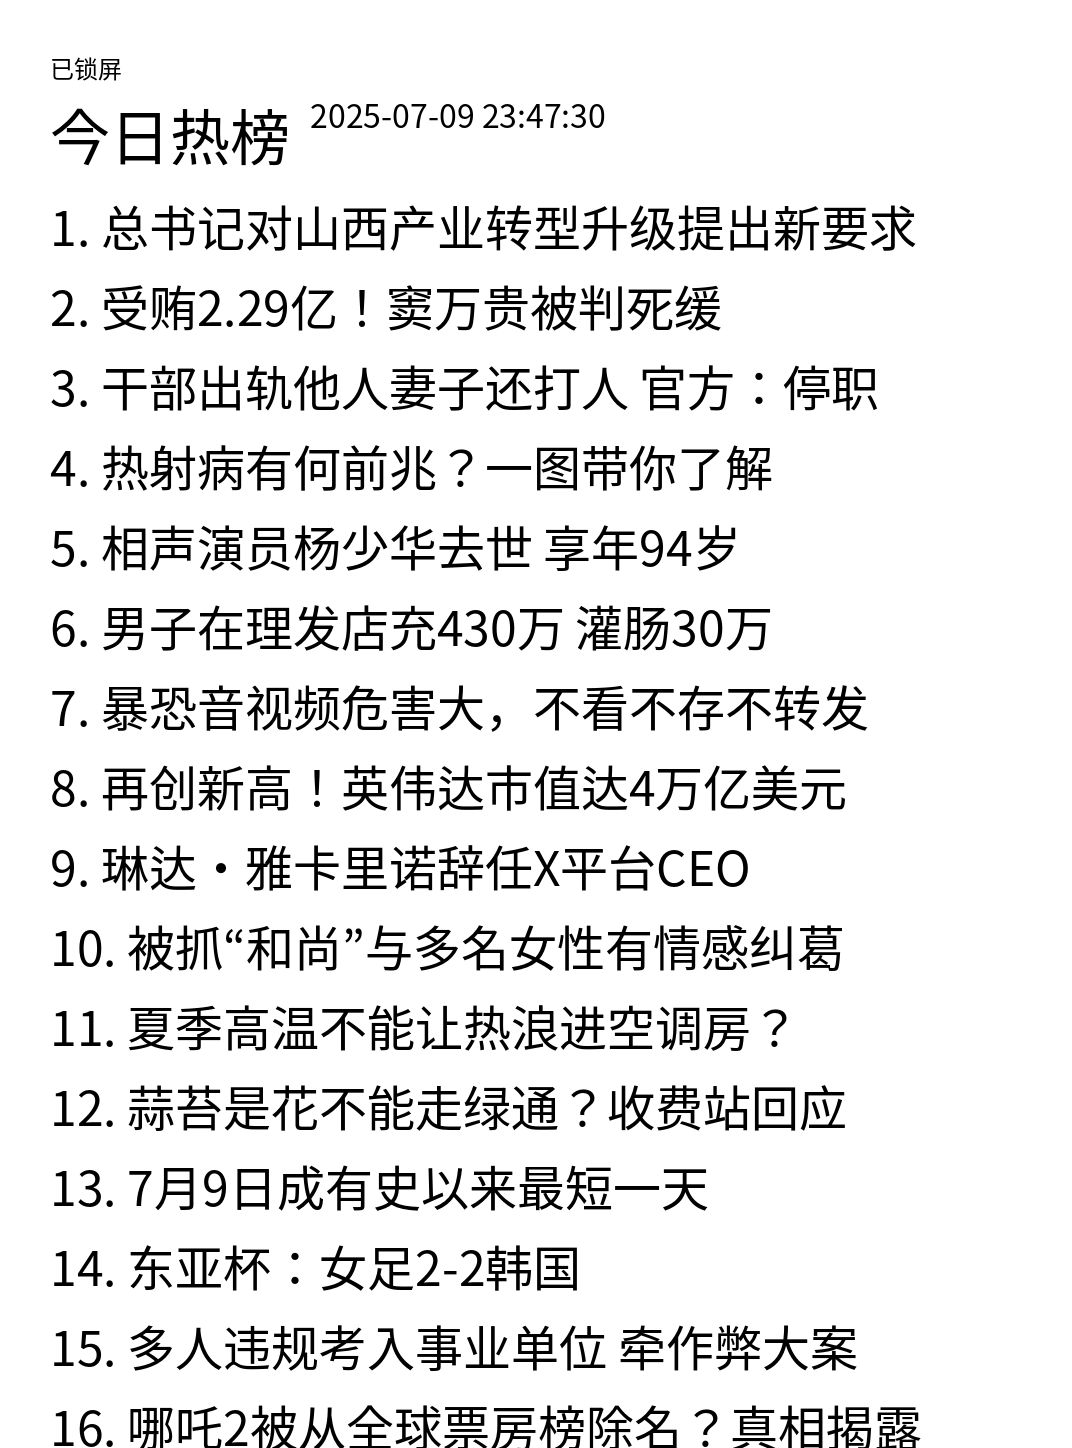 已锁屏
今日热榜 2025-07-09 23:47:30
1. 总书记对山西产业转型升级提出新要求
2. 受贿2.29亿！窦万贵被判死缓
3. 干部出轨他人妻子还打人 官方：停职
4. 热射病有何前兆？一图带你了解
5. 相声演员杨少华去世 享年94岁
6. 男子在理发店充430万 灌肠30万
7. 暴恐音视频危害大，不看不存不转发
8. 再创新高！英伟达市值达4万亿美元
9. 琳达・雅卡里诺辞任X平台CEO
10. 被抓“和尚”与多名女性有情感纠葛
11. 夏季高温不能让热浪进空调房？
12. 蒜苔是花不能走绿通？收费站回应
13. 7月9日成有史以来最短一天
14. 东亚杯：女足2-2韩国
15. 多人违规考入事业单位 牵作弊大案
16. 哪吒2被从全球票房榜除名？真相揭露